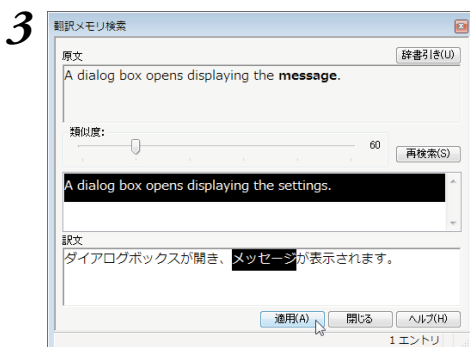 3
翻訳メモリ検索
原文
辞書引き(U)
A dialog box opens displaying the message.
類似度:
60
再検索(S)
A dialog box opens displaying the settings.
訳文
ダイアログボックスが開き、メッセージが表示されます。
適用(A)
閉じる
ヘルプ(H)
1 エントリ